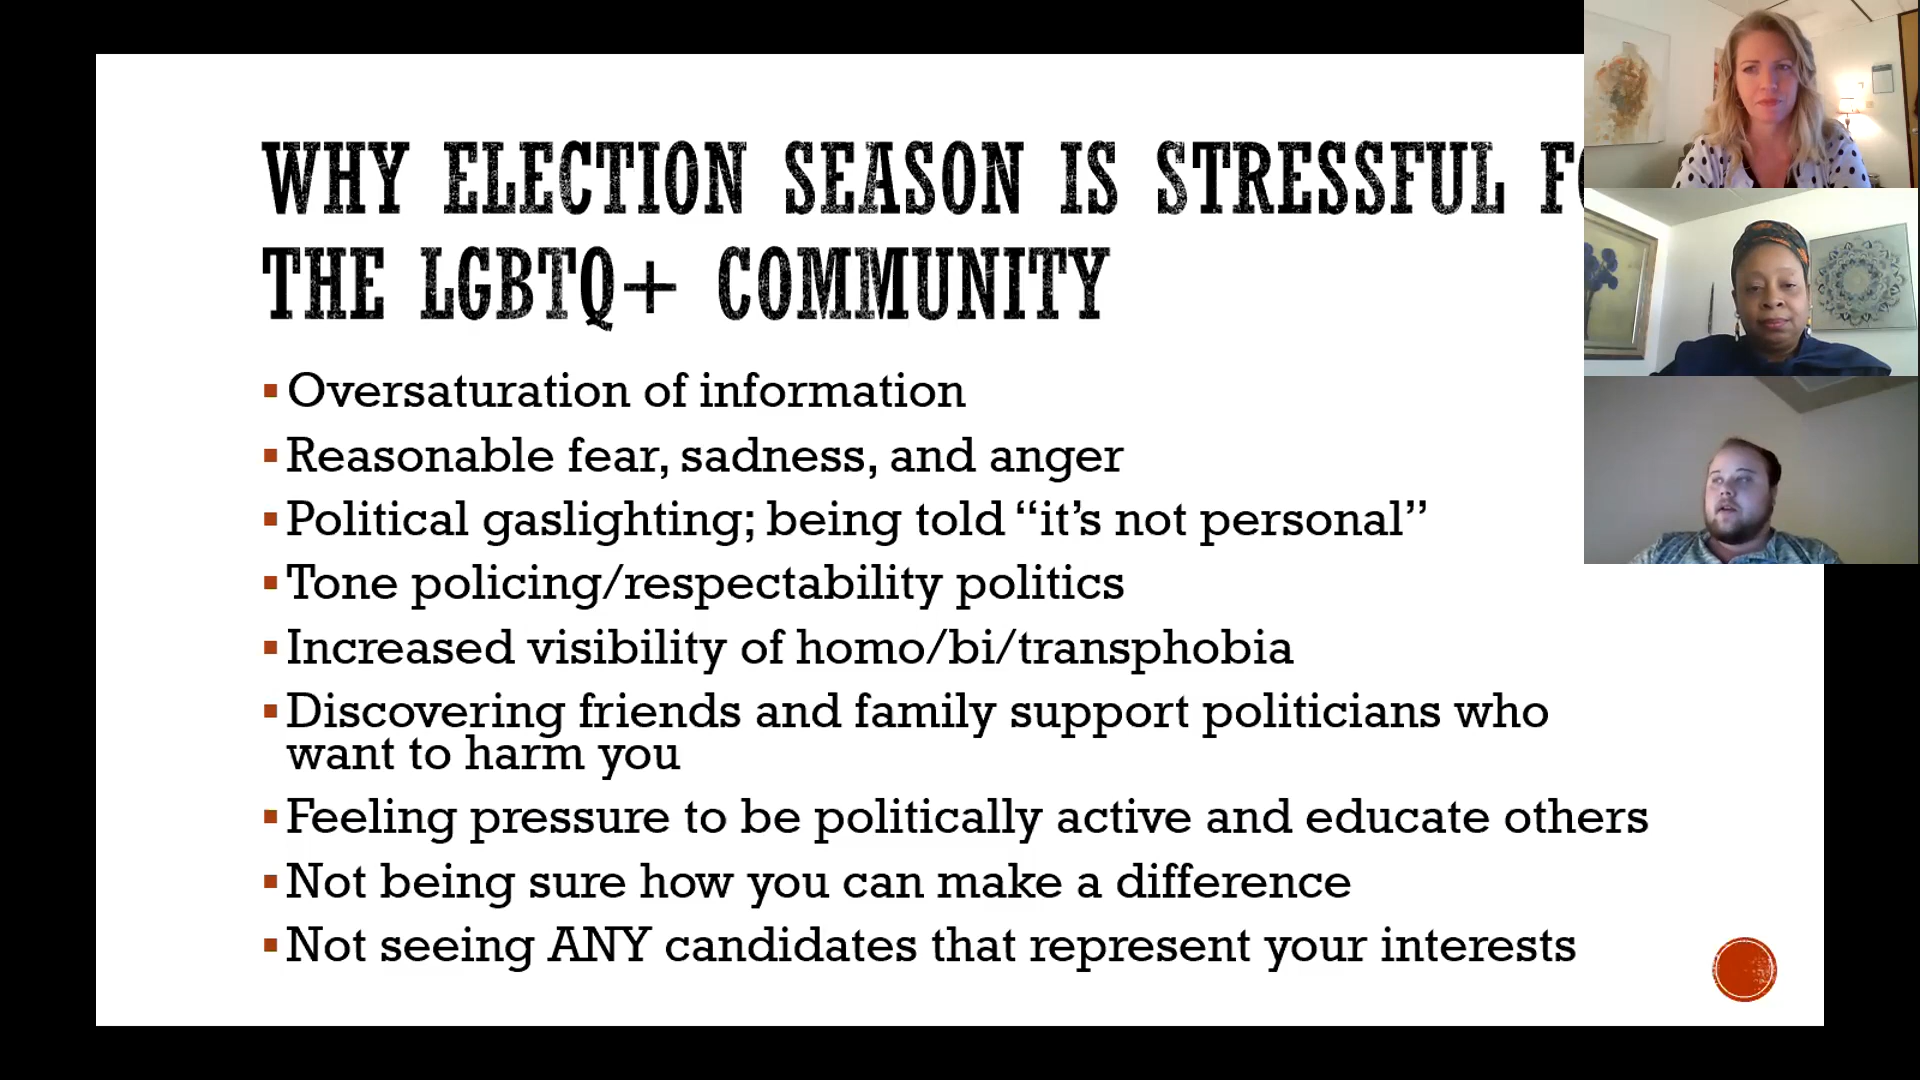 WHY ELECTION SEASON IS STRESSFUL
THE LGBTQ+ COMMUNITY
Oversaturation of information
Reasonable fear, sadness, and anger
Political gaslighting; being told “it’s not personal”
Tone policing/respectability politics
Increased visibility of homo/bi/transphobia
Discovering friends and family support politicians who
want to harm you
Feeling pressure to be politically active and educate others
Not being sure how you can make a difference
Not seeing ANY candidates that represent your interests